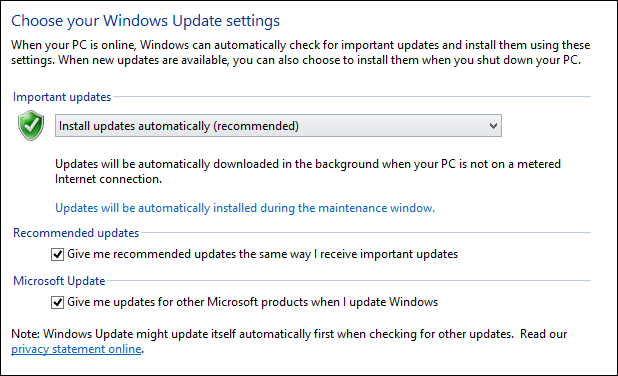 Choose your Windows Update settings
When your PC is online, Windows can automatically check for important updates and install them using these
settings. When new updates are available, you can also choose to install them when you shut down your PC.
Important updates
Install updates automatically (recommended)
Updates will be automatically downloaded in the background when your PC is not on a metered
Internet connection.
Updates will be automatically installed during the maintenance window.
Recommended updates
Give me recommended updates the same way I receive important updates
Microsoft Update
Give me updates for other Microsoft products when I update Windows
Note: Windows Update might update itself automatically first when checking for other updates.  Read our
privacy statement online.